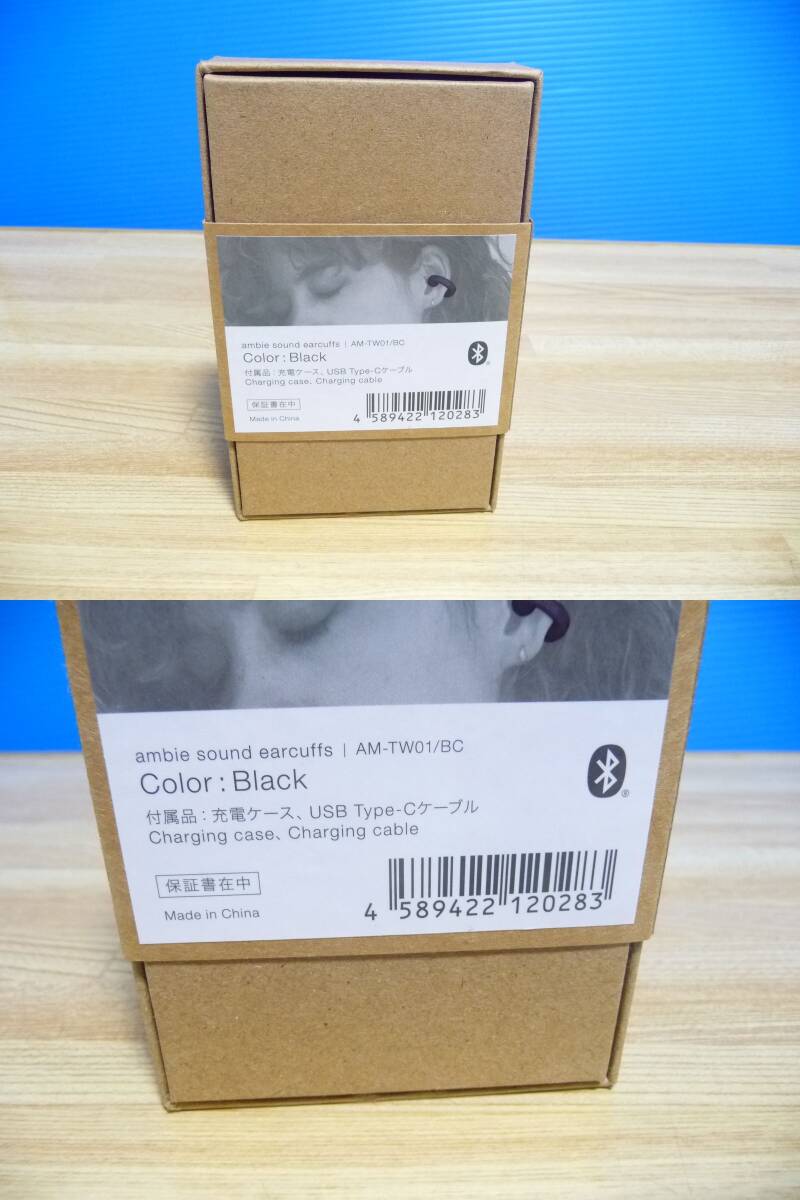 ambie sound earcuffs | AM-TW01/BC
Color : Black
付属品：充電ケース、USB Type-Cケーブル
Charging case、Charging cable
保証書在中
Made in China
4 589422 120283
ambie sound earcuffs | AM-TW01/BC
Color : Black
付属品：充電ケース、USB Type-Cケーブル
Charging case、Charging cable
保証書在中
Made in China
4 589422 120283